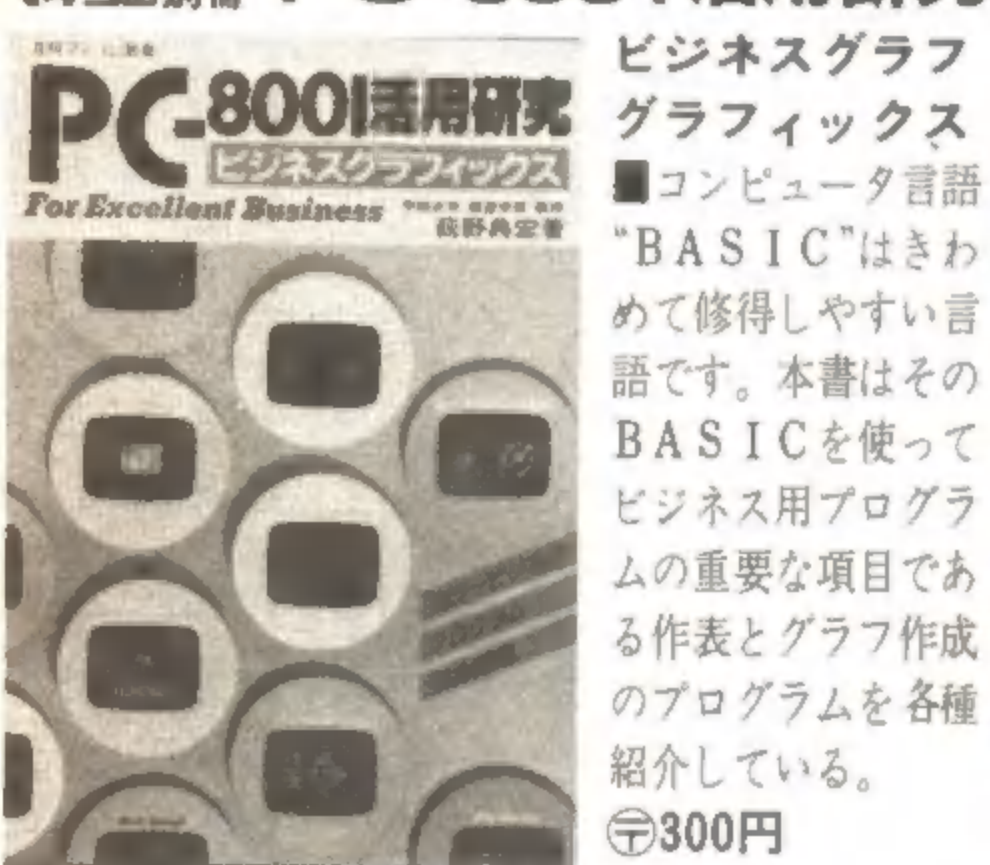 PC-8001活用研究
ビジネスグラフィックス
For Excellent Business
荻野典宏著
ビジネスグラフ
グラフィックス
■コンピュータ言語
“BASIC”はきわ
めて修得しやすい言
語です。本書はその
BASICを使って
ビジネス用プログラ
ムの重要な項目であ
る作表とグラフ作成
のプログラムを各種
紹介している。
〒300円